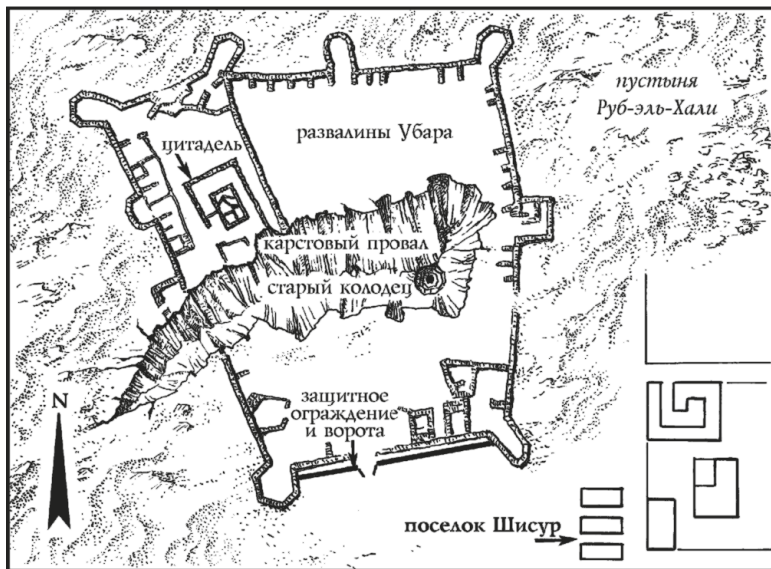 пустыня
Руб-эль-Хали
развалины Убара
цитадель
карстовый провал
старый колодец
защитное
ограждение
и ворота
N
поселок Шисур